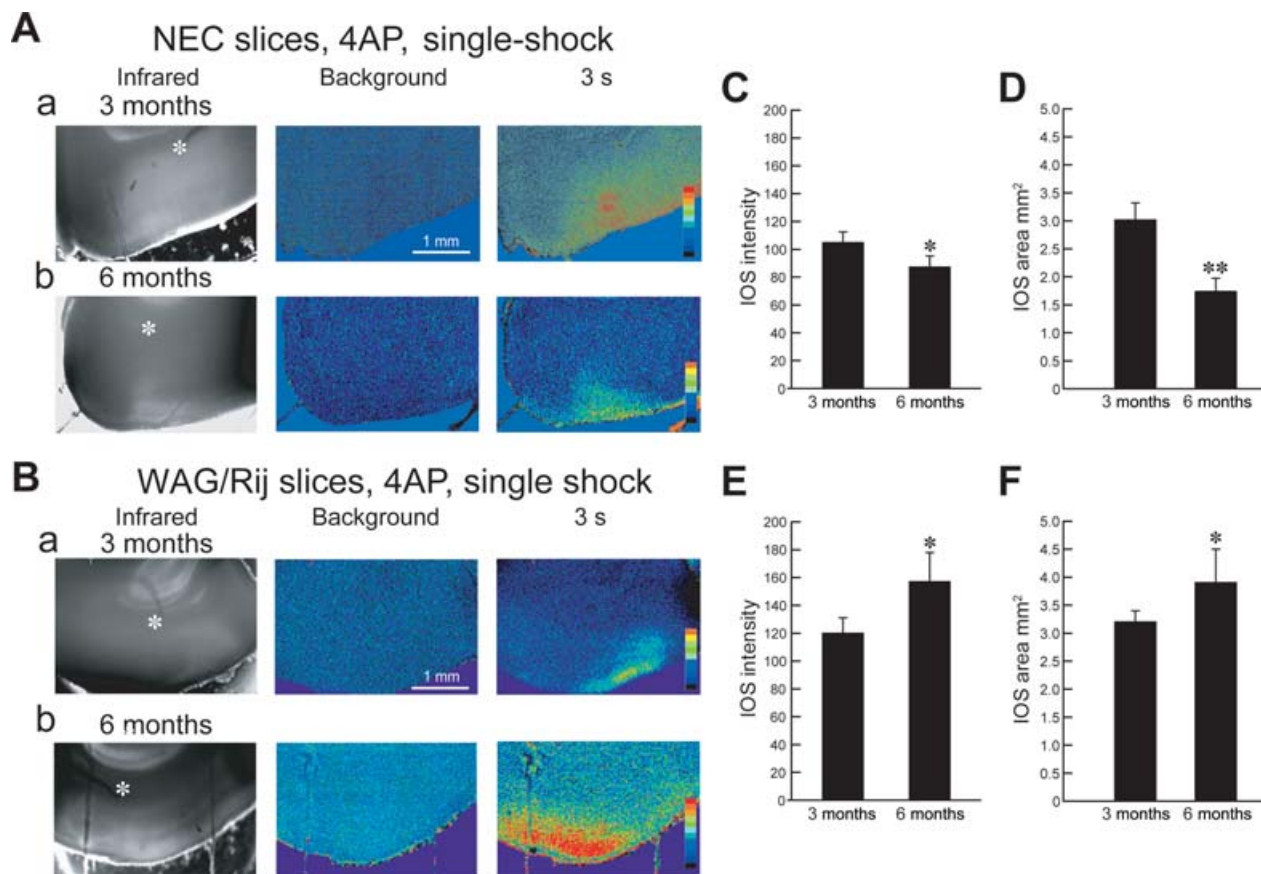 A
NEC slices, 4AP, single-shock
Infrared Background 3 s
a 3 months
*
1 mm
b 6 months
*
B
WAG/Rij slices, 4AP, single shock
Infrared Background 3 s
a 3 months
*
1 mm
b 6 months
*
C
IOS intensity
200
180
160
140
120
100
80
60
40
20
0
*
3 months 6 months
D
IOS area mm²
5.0
4.5
4.0
3.5
3.0
2.5
2.0
1.5
1.0
0.5
0
**
3 months 6 months
E
IOS intensity
200
180
160
140
120
100
80
60
40
20
0
*
3 months 6 months
F
IOS area mm²
5.0
4.5
4.0
3.5
3.0
2.5
2.0
1.5
1.0
0.5
0
*
3 months 6 months